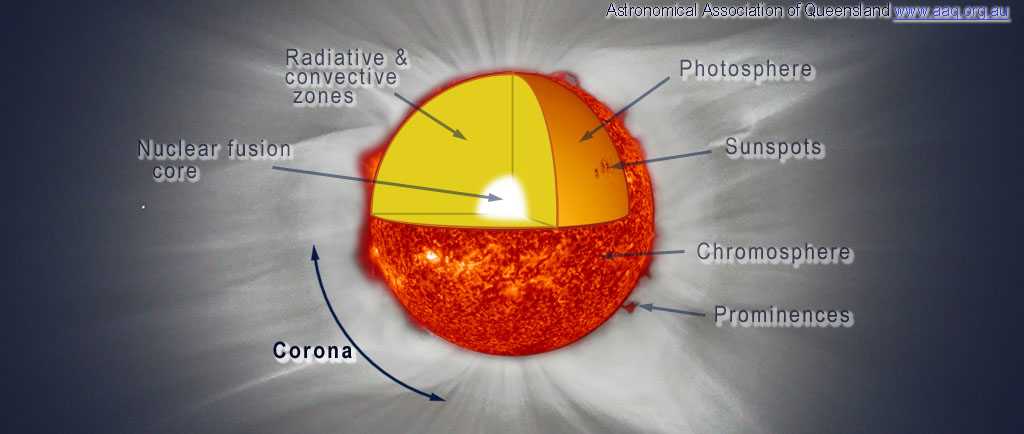 Astronomical Association of Queensland www.aaq.org.au
Radiative &
convective
zones
Photosphere
Nuclear fusion
core
Sunspots
Chromosphere
Prominences
Corona